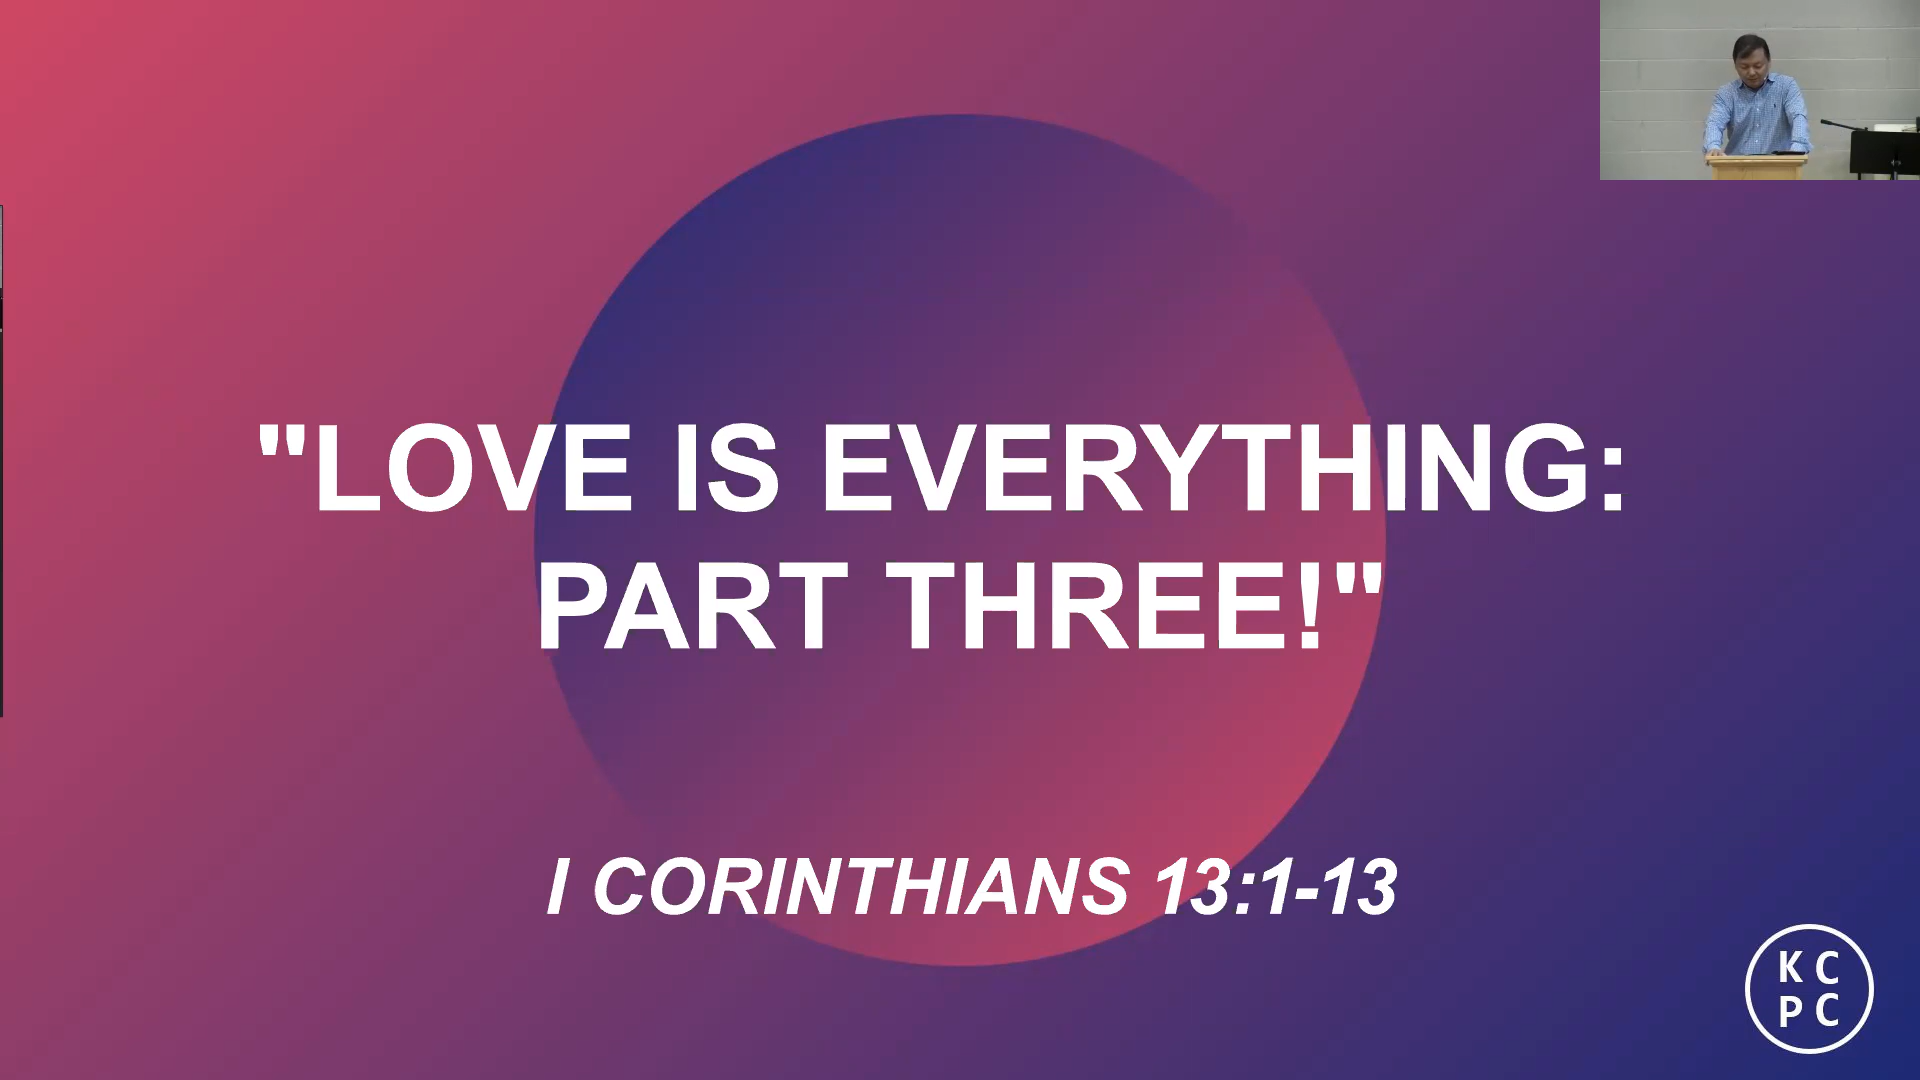 "LOVE IS EVERYTHING:
PART THREE!"
I CORINTHIANS 13:1-13
K C
P C